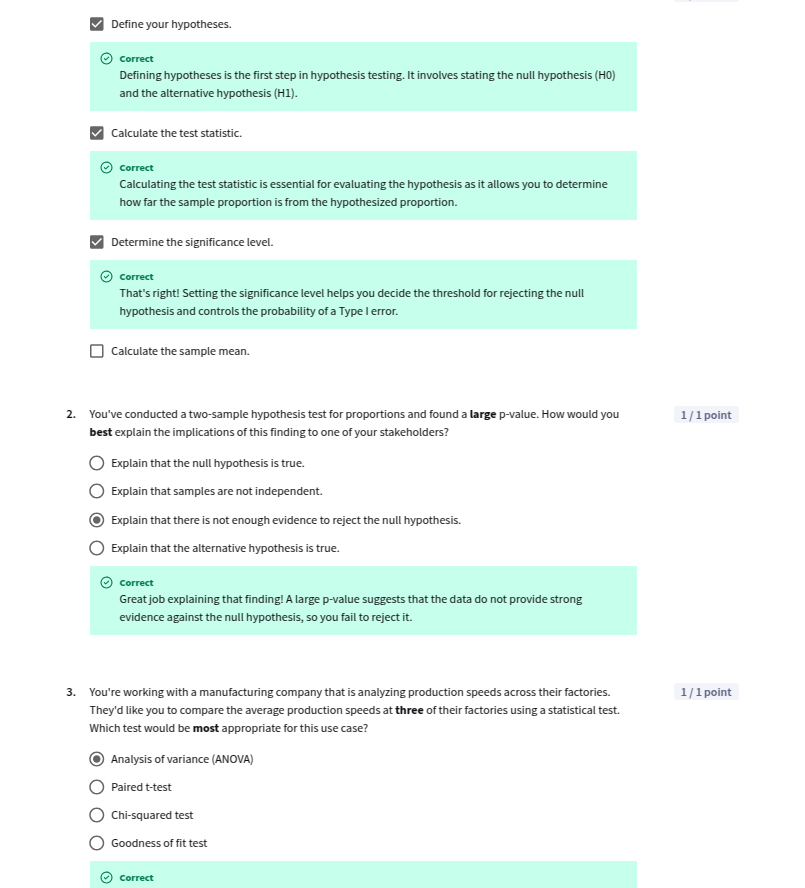 Define your hypotheses.
Correct
Defining hypotheses is the first step in hypothesis testing. It involves stating the null hypothesis (H0)
and the alternative hypothesis (H1).
Calculate the test statistic.
Correct
Calculating the test statistic is essential for evaluating the hypothesis as it allows you to determine
how far the sample proportion is from the hypothesized proportion.
Determine the significance level.
Correct
That's right! Setting the significance level helps you decide the threshold for rejecting the null
hypothesis and controls the probability of a Type I error.
Calculate the sample mean.
2. You've conducted a two-sample hypothesis test for proportions and found a large p-value. How would you
best explain the implications of this finding to one of your stakeholders?
1 / 1 point
Explain that the null hypothesis is true.
Explain that samples are not independent.
Explain that there is not enough evidence to reject the null hypothesis.
Explain that the alternative hypothesis is true.
Correct
Great job explaining that finding! A large p-value suggests that the data do not provide strong
evidence against the null hypothesis, so you fail to reject it.
3. You're working with a manufacturing company that is analyzing production speeds across their factories.
They'd like you to compare the average production speeds at three of their factories using a statistical test.
Which test would be most appropriate for this use case?
1 / 1 point
Analysis of variance (ANOVA)
Paired t-test
Chi-squared test
Goodness of fit test
Correct